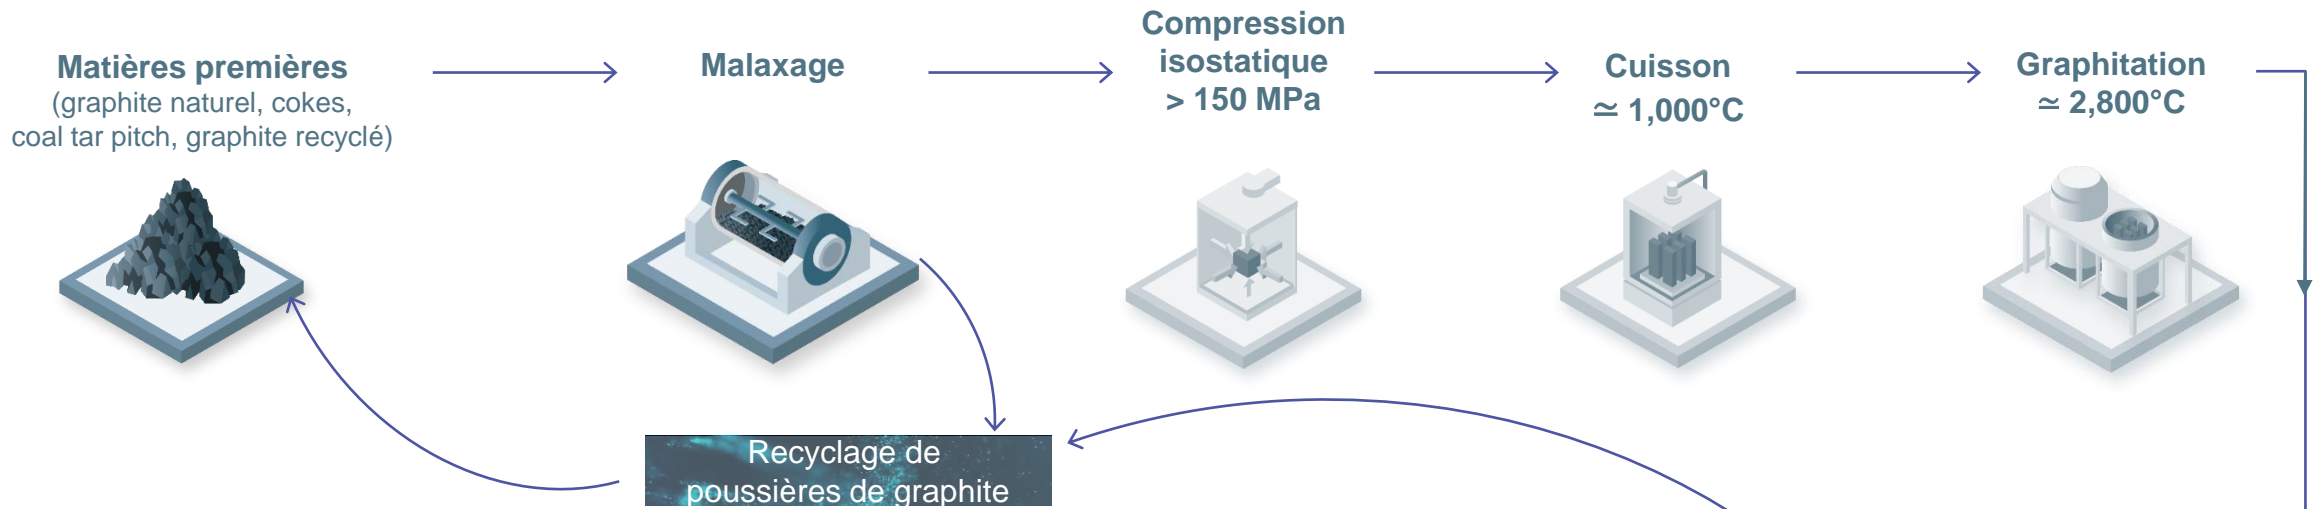 Matières premières
(graphite naturel, cokes,
coal tar pitch, graphite recyclé)
Malaxage
Compression
isostatique
> 150 MPa
Cuisson
≃ 1,000°C
Graphitation
≃ 2,800°C
Recyclage de
poussières de graphite